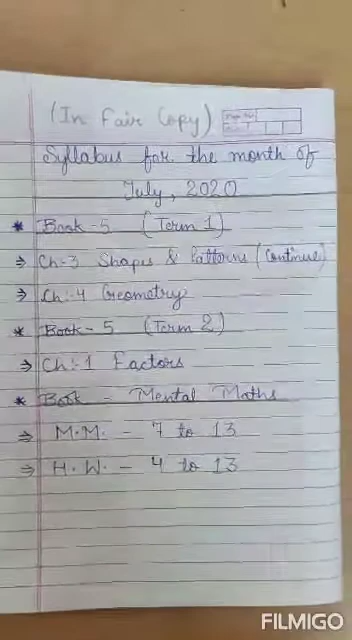 (In Fair Copy)
Syllabus for the month of
July, 2020
* Book-5 (Term 1)
⇒ Ch-3 Shapes & Patterns (Continue)
⇒ Ch:-4 Geometry
* Book-5 (Term 2)
⇒ Ch:-1 Factors
* Book - Mental Maths
⇒ M.M. - 7 to 13
⇒ H.W. - 4 to 13
FILMIGO